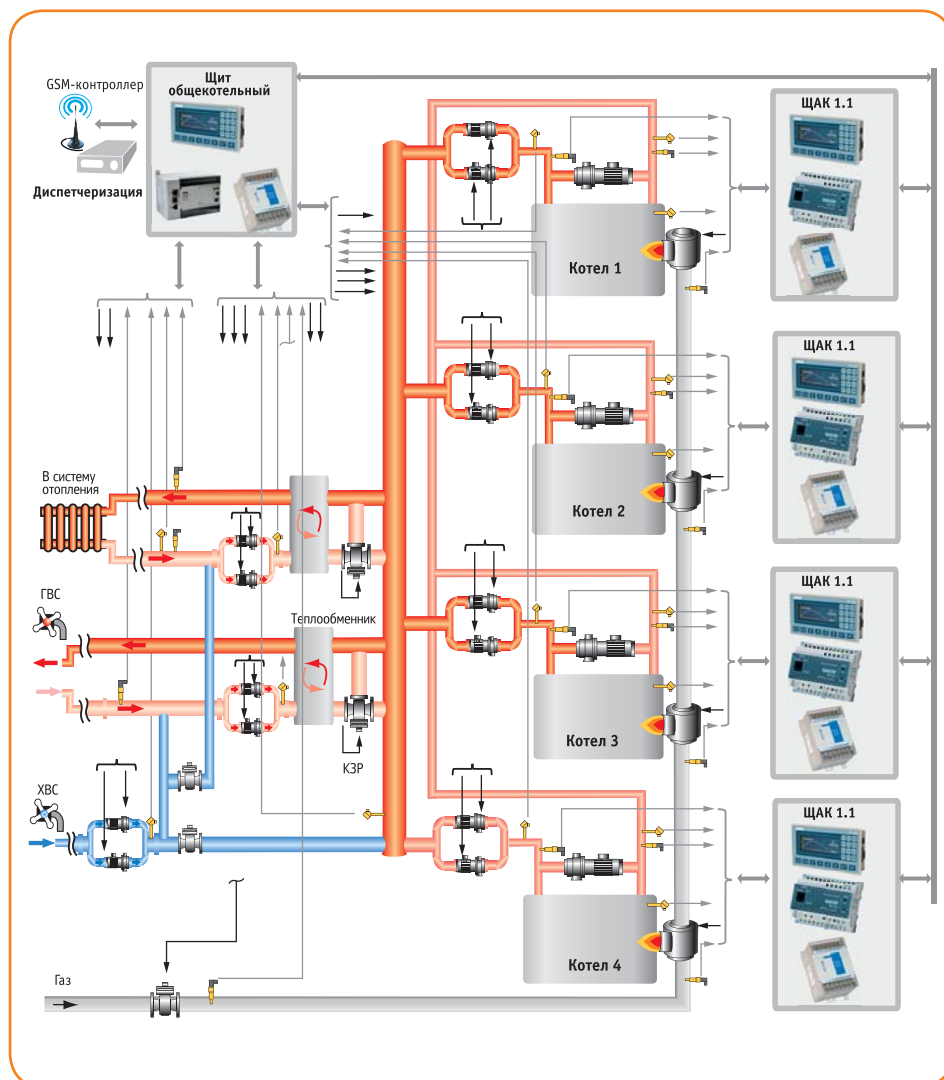 GSM-контроллер
Диспетчеризация
Щит
общекотельный
ЩАК 1.1
Котел 1
ЩАК 1.1
Котел 2
В систему
отопления
ГВС
Теплообменник
КЗР
ЩАК 1.1
Котел 3
ХВС
ЩАК 1.1
Котел 4
Газ